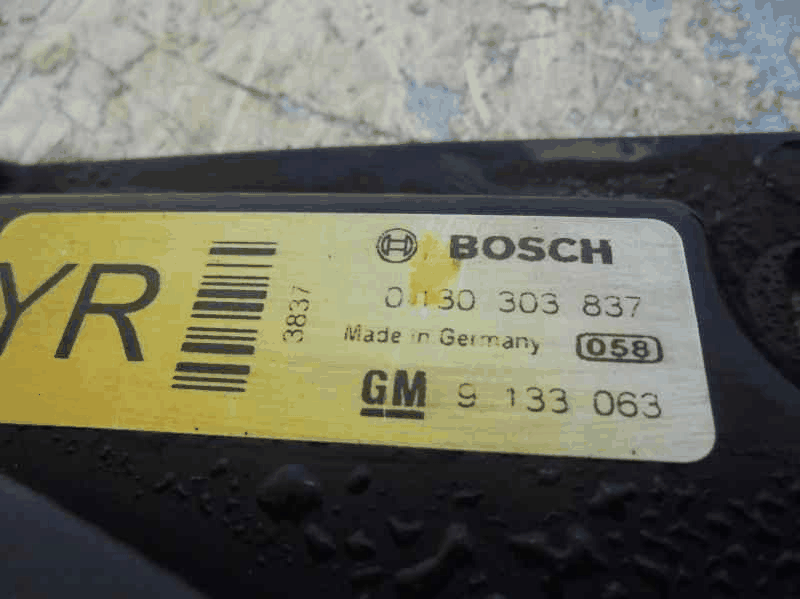 YR
3837
BOSCH
0 130 303 837
Made in Germany 058
GM 9 133 063